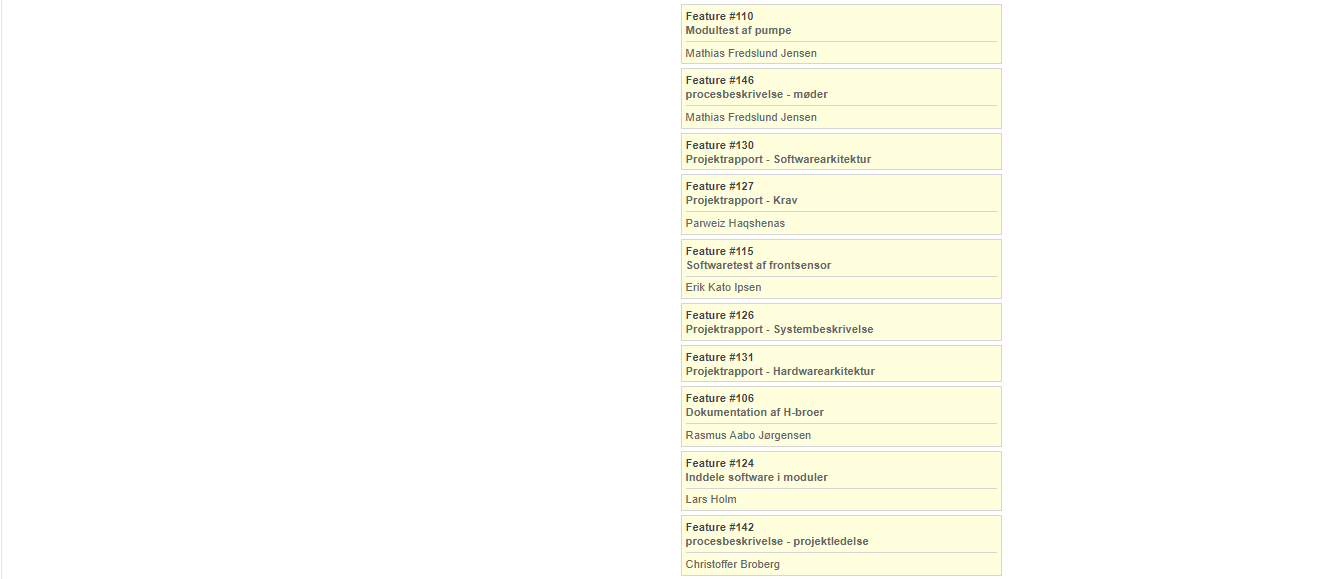 Feature #110
Modultest af pumpe
Mathias Fredslund Jensen
Feature #146
procesbeskrivelse - møder
Mathias Fredslund Jensen
Feature #130
Projektrapport - Softwarearkitektur
Feature #127
Projektrapport - Krav
Parweiz Haqshenas
Feature #115
Softwaretest af frontsensor
Erik Kato Ipsen
Feature #126
Projektrapport - Systembeskrivelse
Feature #131
Projektrapport - Hardwarearkitektur
Feature #106
Dokumentation af H-broer
Rasmus Aabo Jørgensen
Feature #124
Inddele software i moduler
Lars Holm
Feature #142
procesbeskrivelse - projektledelse
Christoffer Broberg